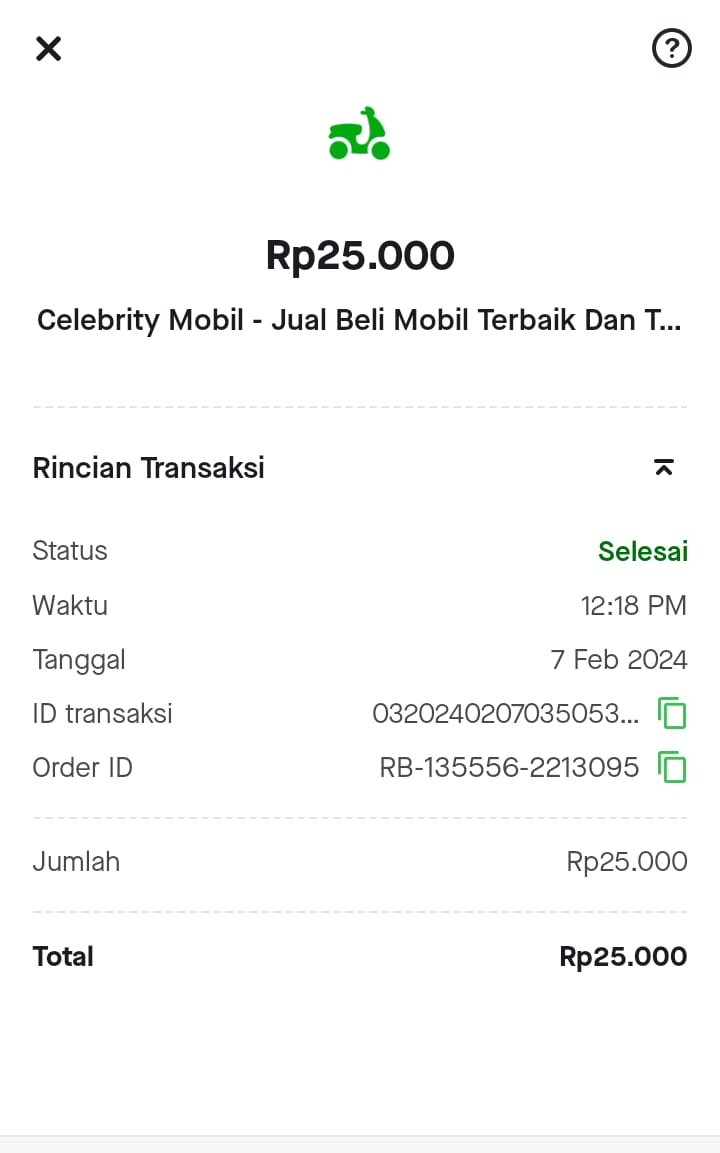 Rp25.000
Celebrity Mobil - Jual Beli Mobil Terbaik Dan T...
Rincian Transaksi
Status Selesai
Waktu 12:18 PM
Tanggal 7 Feb 2024
ID transaksi 0320240207035053...
Order ID RB-135556-2213095
Jumlah Rp25.000
Total Rp25.000